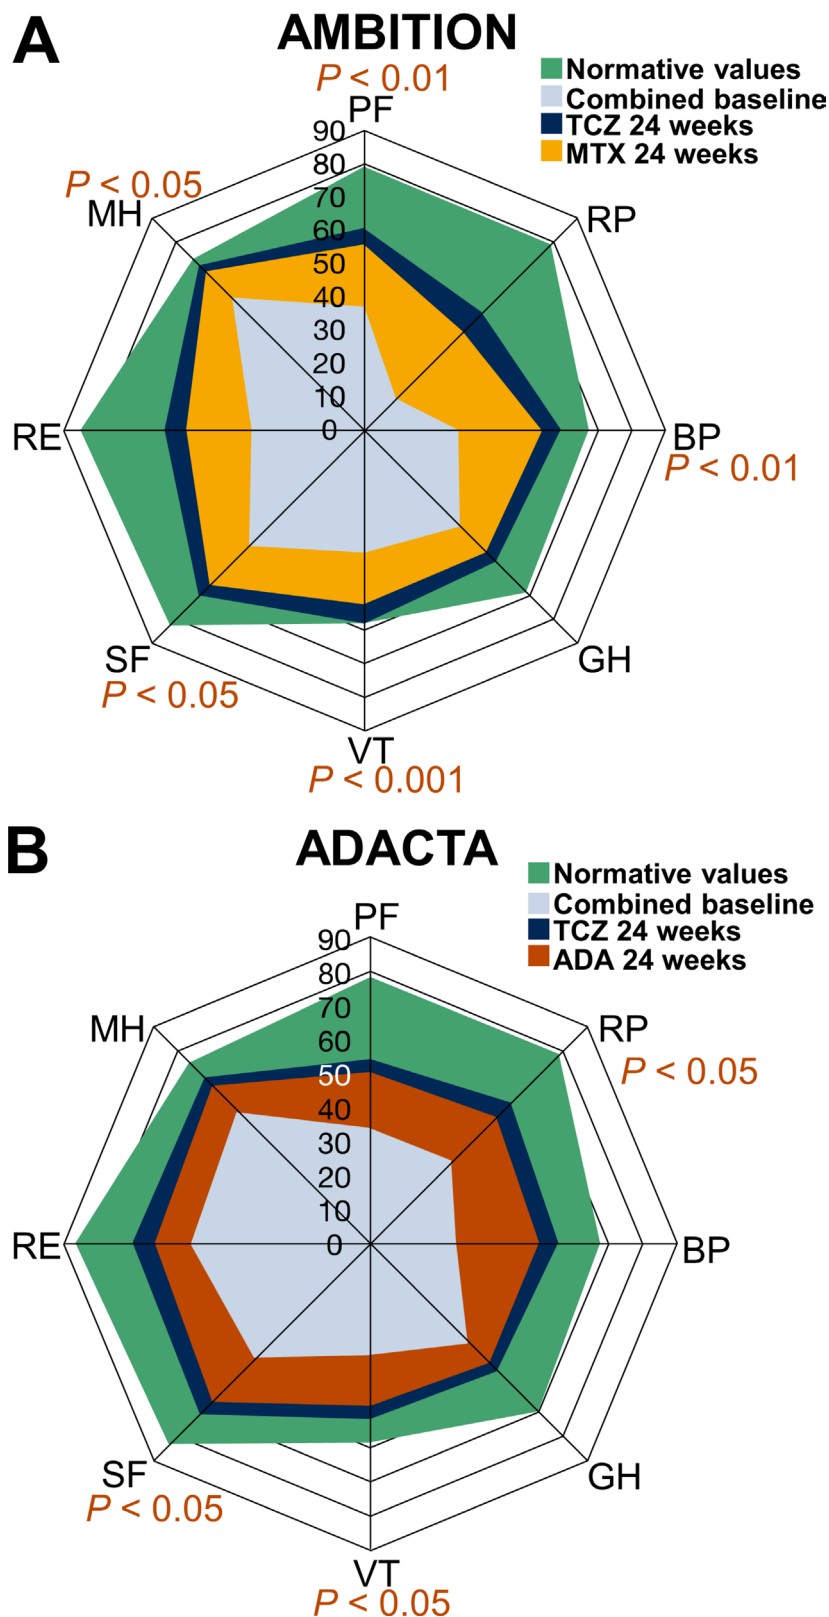 A
AMBITION
P < 0.01
PF
Normative values
Combined baseline
TCZ 24 weeks
MTX 24 weeks
90
80
70
60
50
40
30
20
10
0
P < 0.05
MH
RP
RE
BP
P < 0.01
SF
P < 0.05
GH
VT
P < 0.001
B
ADACTA
Normative values
Combined baseline
TCZ 24 weeks
ADA 24 weeks
PF
90
80
70
60
50
40
30
20
10
0
MH
RP
P < 0.05
RE
BP
SF
P < 0.05
GH
VT
P < 0.05